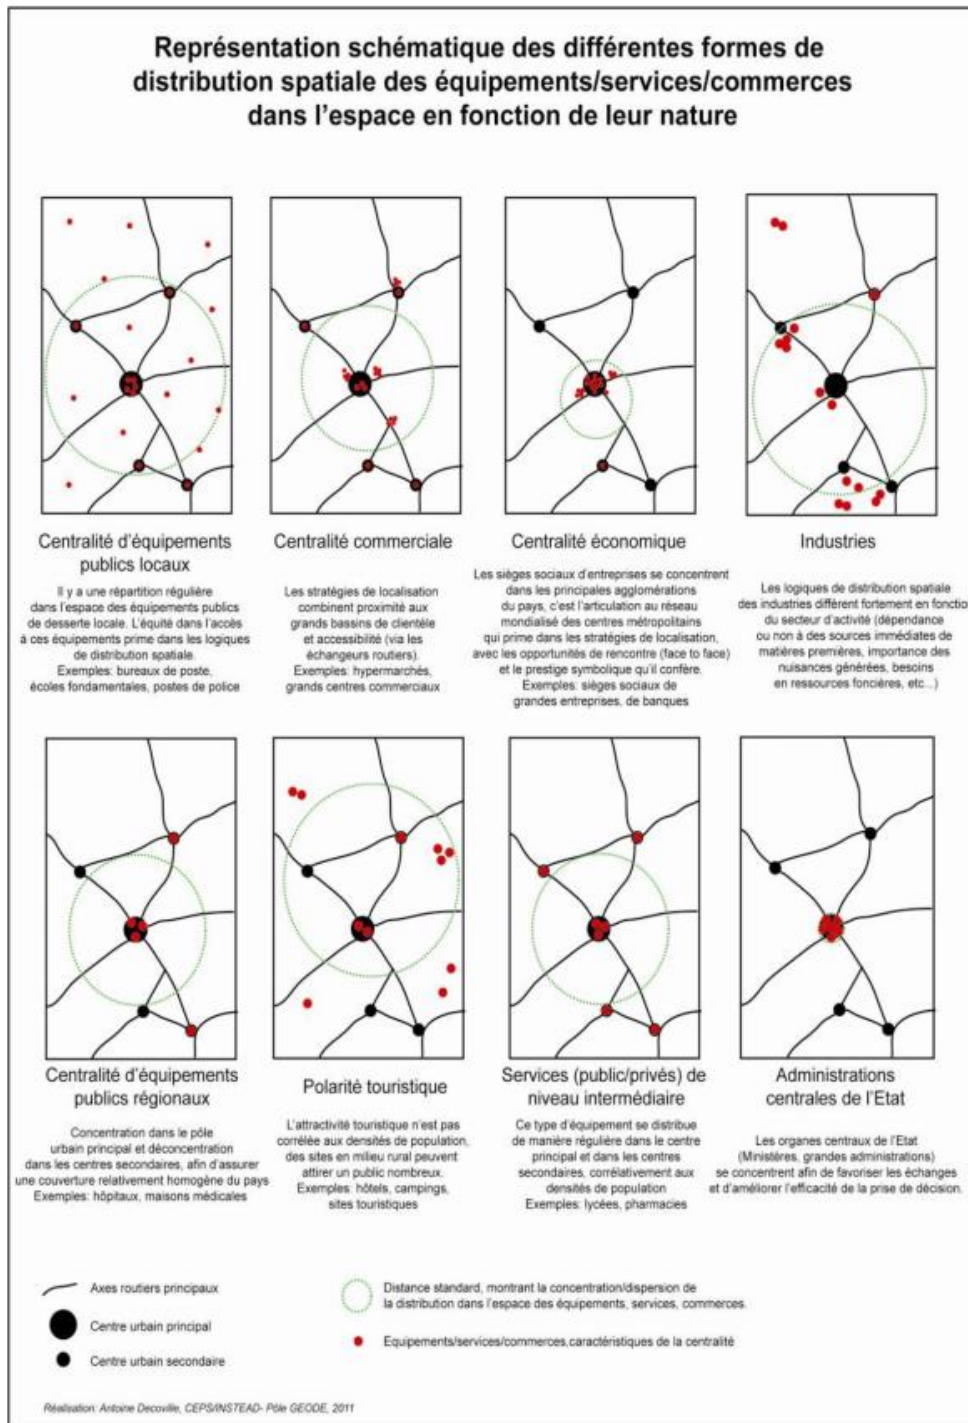 Représentation schématique des différentes formes de
distribution spatiale des équipements/services/commerces
dans l'espace en fonction de leur nature
Centralité d'équipements
publics locaux
Il y a une répartition régulière
dans l'espace des équipements publics
de desserte locale. L'équité dans l'accès
à ces équipements prime dans les logiques
de distribution spatiale.
Exemples: bureaux de poste,
écoles fondamentales, postes de police
Centralité commerciale
Les stratégies de localisation
combinent proximité aux
grands bassins de clientèle
et accessibilité (via les
échangeurs routiers).
Exemples: hypermarchés,
grands centres commerciaux
Centralité économique
Les sièges sociaux d'entreprises se concentrent
dans les principales agglomérations
du pays, c'est l'articulation au réseau
mondialisé des centres métropolitains
qui prime dans les stratégies de localisation,
avec les opportunités de rencontre (face to face)
et le prestige symbolique qu'il confère.
Exemples: sièges sociaux de
grandes entreprises, de banques
Industries
Les logiques de distribution spatiale
des industries diffèrent fortement en fonction
du secteur d'activité (dépendance
ou non à des sources immédiates de
matières premières, importance des
nuisances générées, besoins
en ressources foncières, etc...)
Centralité d'équipements
publics régionaux
Concentration dans le pôle
urbain principal et déconcentration
dans les centres secondaires, afin d'assurer
une couverture relativement homogène du pays
Exemples: hôpitaux, maisons médicales
Polarité touristique
L'attractivité touristique n'est pas
corrélée aux densités de population,
des sites en milieu rural peuvent
attirer un public nombreux.
Exemples: hôtels, campings,
sites touristiques
Services (public/privés) de
niveau intermédiaire
Ce type d'équipement se distribue
de manière régulière dans le centre
principal et dans les centres
secondaires, corrélativement aux
densités de population
Exemples: lycées, pharmacies
Administrations
centrales de l'Etat
Les organes centraux de l'Etat
(Ministères, grandes administrations)
se concentrent afin de favoriser les échanges
et d'améliorer l'efficacité de la prise de décision.
Axes routiers principaux
Centre urbain principal
Centre urbain secondaire
Distance standard, montrant la concentration/dispersion de
la distribution dans l'espace des équipements, services, commerces.
Equipements/services/commerces,caractéristiques de la centralité
Réalisation: Antoine Decoville, CEPS/INSTEAD- Pôle GEODE, 2011